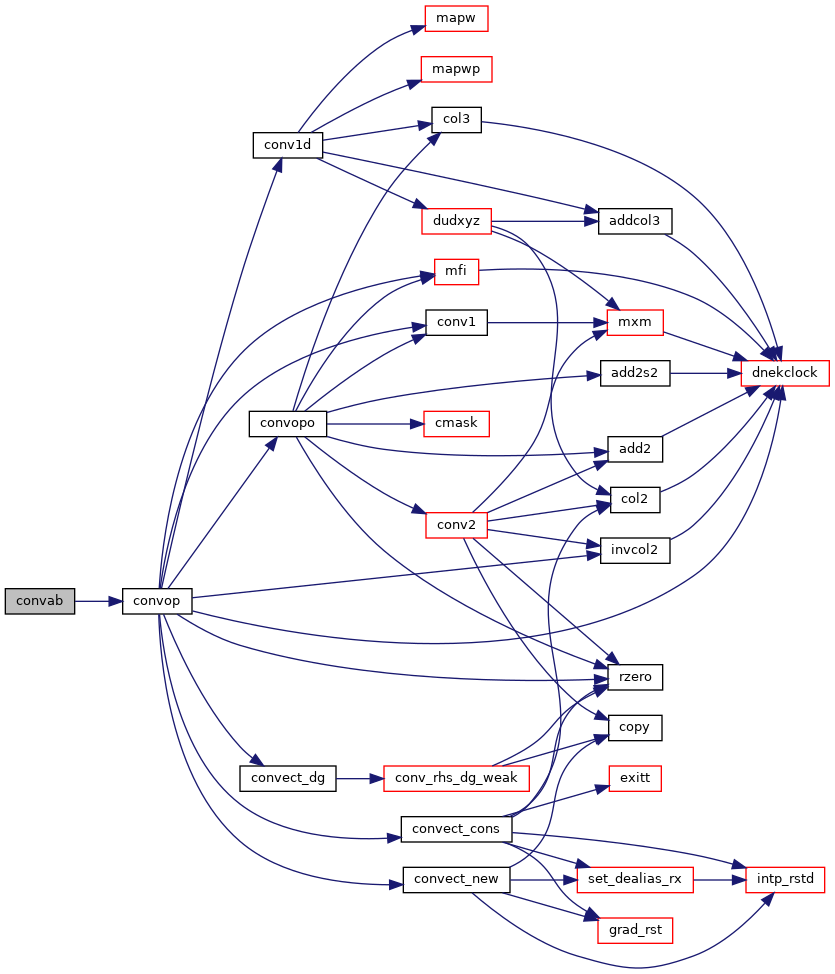 mapw
mapwp
col3
conv1d
addcol3
dudxyz
mfi
conv1
mxm
add2s2
dnekclock
convopo
cmask
add2
col2
conv2
invcol2
convab
convop
rzero
copy
convect_dg
conv_rhs_dg_weak
exitt
convect_cons
convect_new
set_dealias_rx
intp_rstd
grad_rst